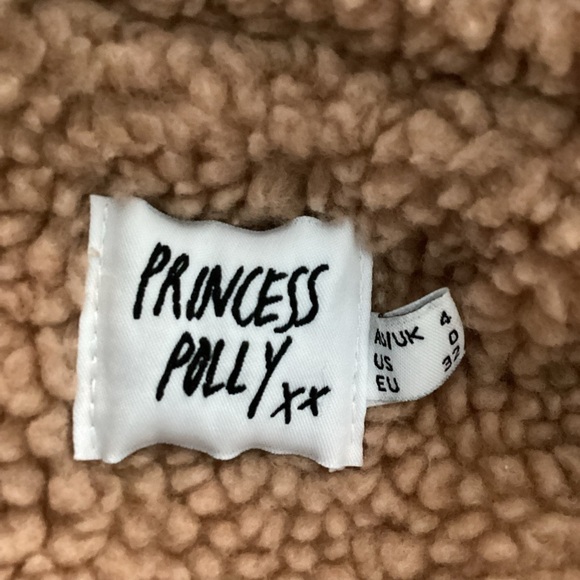 PRINCESS
POLLY xx
AU/UK 4
US 0
EU 32